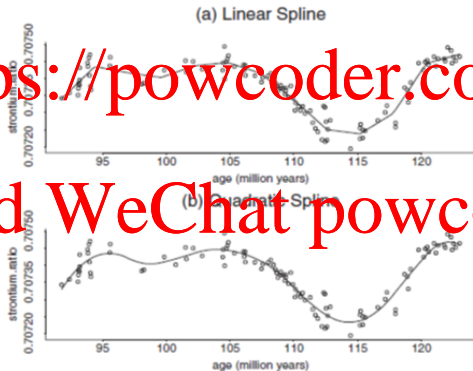 (a) Linear Spline
0.70750
strontium.ratio
ps://powcoder.co
0.70720
95 100 105 110 115 120
age (million years)
(b) Quadratic Spline
d WeChat powc
0.70750
strontium.ratio
0.70735
0.70720
95 100 105 110 115 120
age (million years)